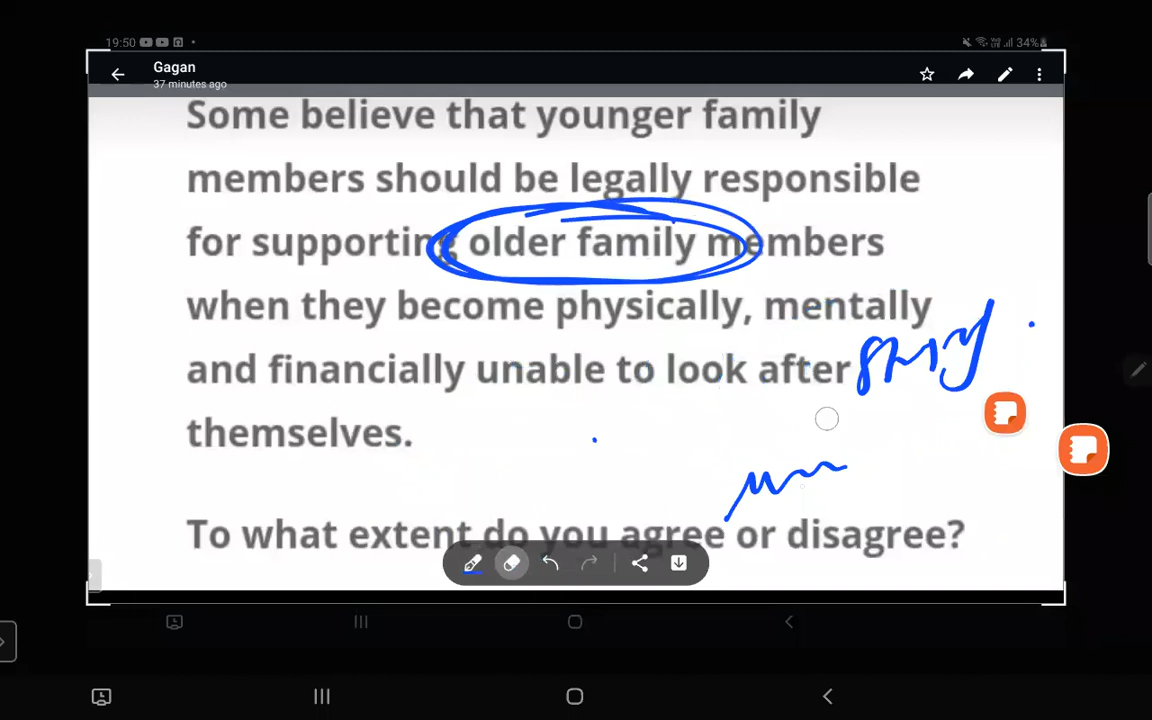 19:50
34%
Gagan
37 minutes ago
Some believe that younger family
members should be legally responsible
for supporting older family members
when they become physically, mentally
and financially unable to look after
themselves.
To what extent do you agree or disagree?